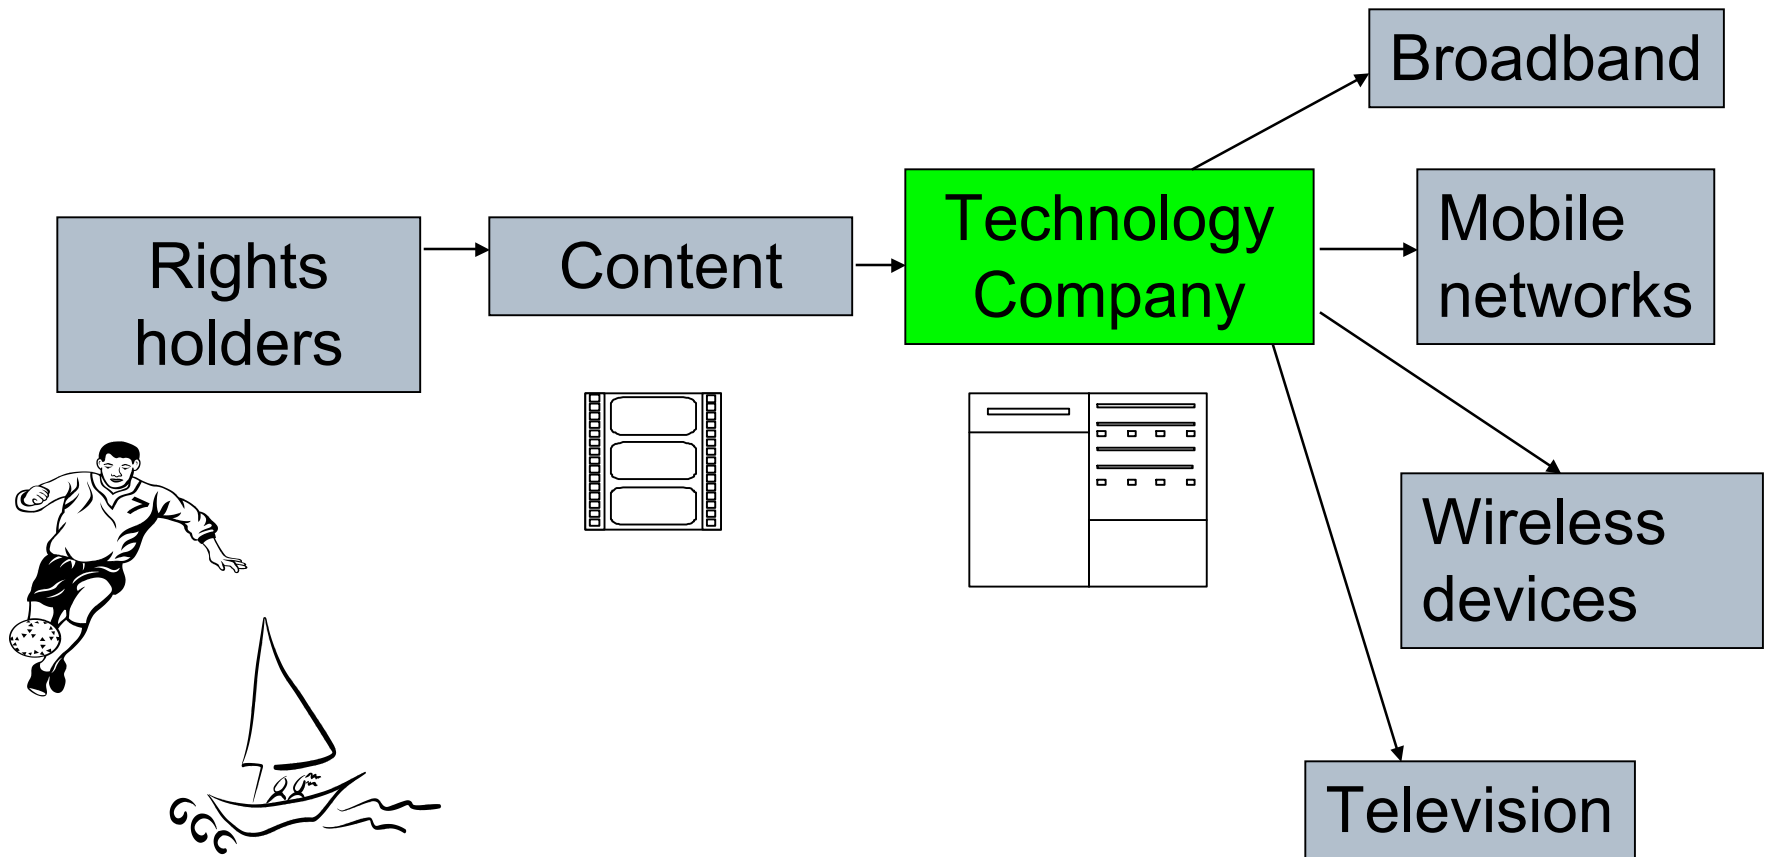 Broadband
Technology
Company
Mobile
networks
Rights
holders
Content
Wireless
devices
Television